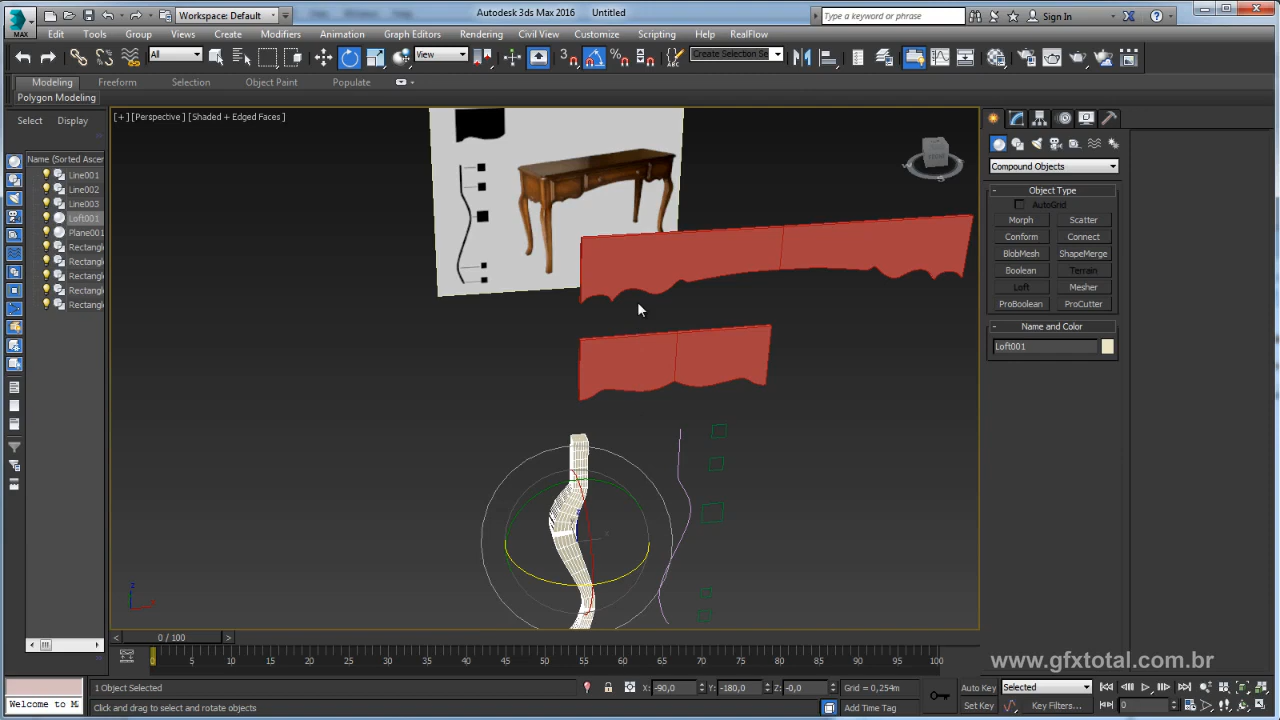 MAX
Workspace: Default
Autodesk 3ds Max 2016
Untitled
Type a keyword or phrase
Sign In
Edit Tools Group Views Create Modifiers Animation Graph Editors Rendering Civil View Customize Scripting Help RealFlow
All
View
Create Selection Se
Modeling Freeform Selection Object Paint Populate
Polygon Modeling
Select Display
[ + ] [Perspective ] [Shaded + Edged Faces ]
Name (Sorted Ascen
Line001
Line002
Line003
Loft001
Plane001
Rectangl
Rectangl
Rectangl
Rectangl
Rectangl
Compound Objects
Object Type
AutoGrid
Morph Scatter
Conform Connect
BlobMesh ShapeMerge
Boolean Terrain
Loft Mesher
ProBoolean ProCutter
Name and Color
Loft001
0 / 100
0 5 10 15 20 25 30 35 40 45 50 55 60 65 70 75 80 85 90 95 100
www.gfxtotal.com.br
Welcome to M
1 Object Selected
X: -90,0 Y: -180,0 Z: -0,0 Grid = 0,254m
Auto Key Selected
Click and drag to select and rotate objects
Add Time Tag
Set Key Key Filters...
0